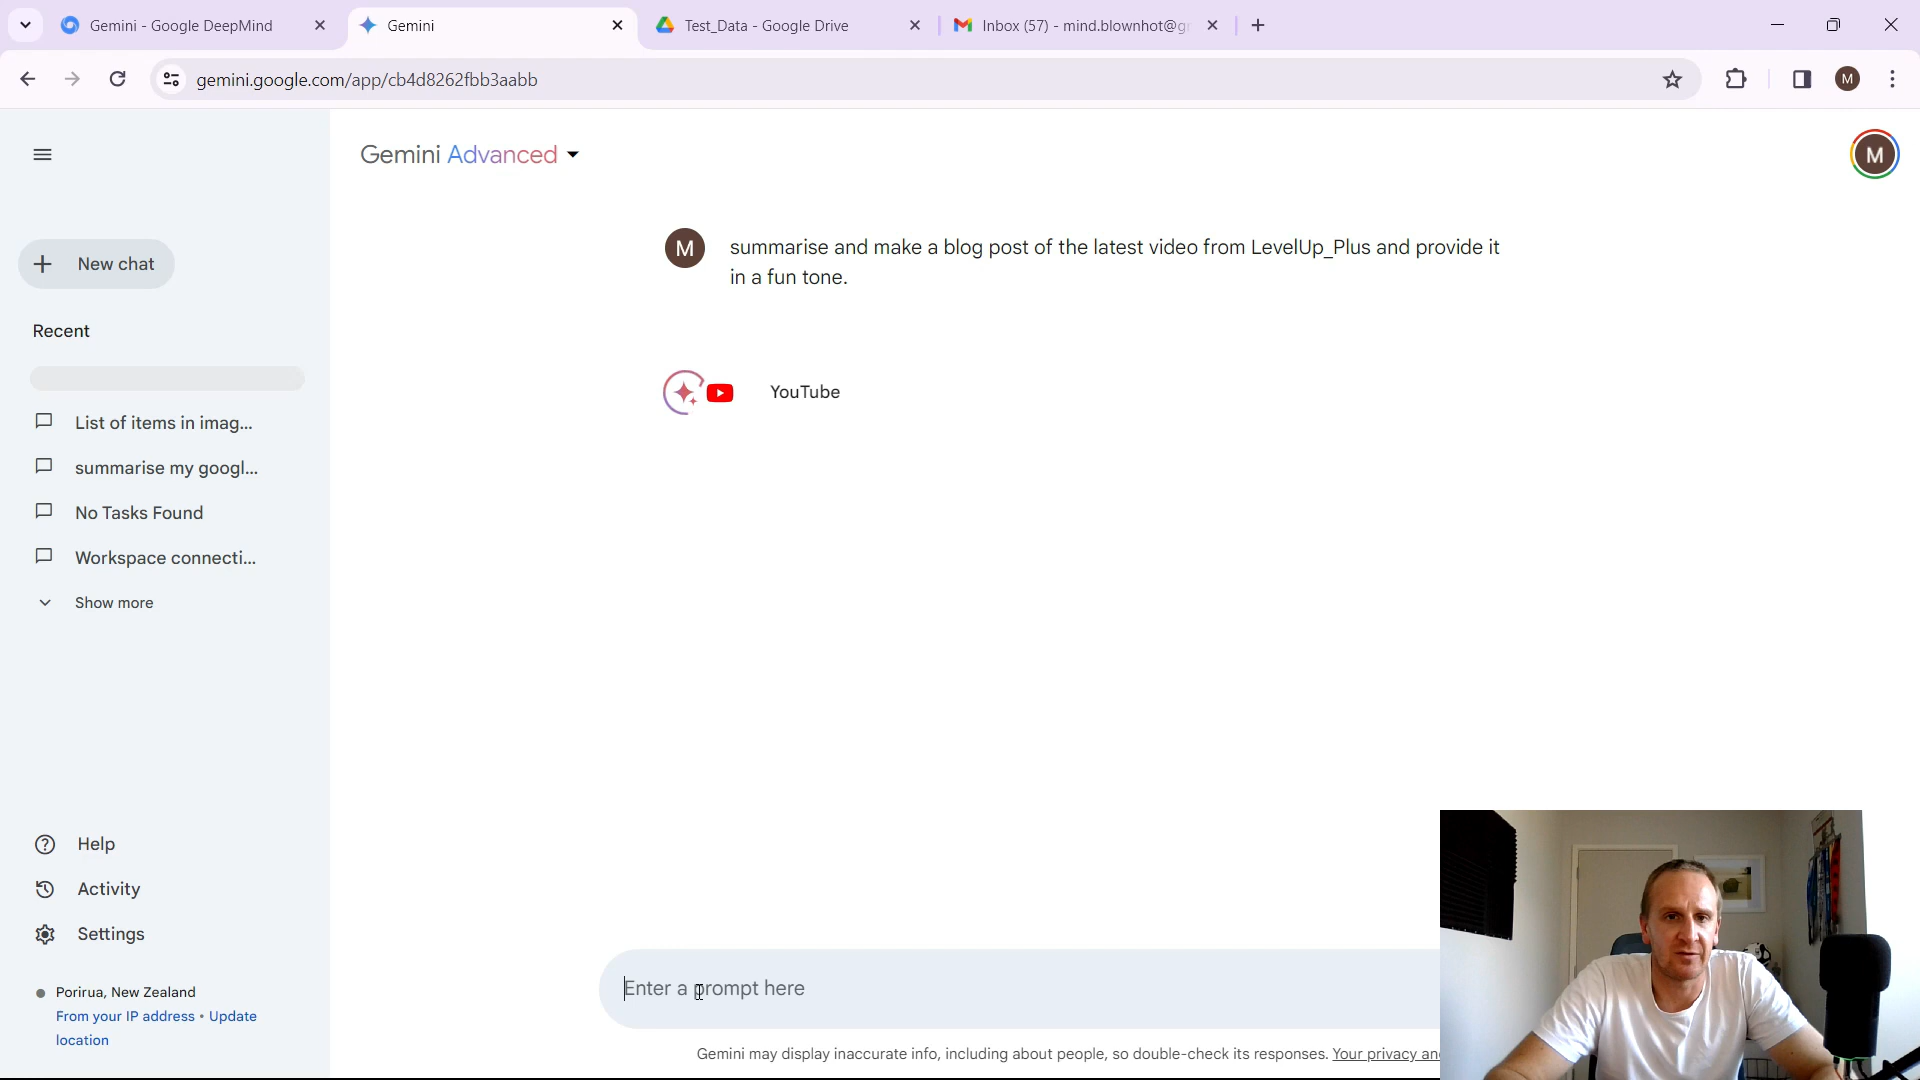 Gemini - Google DeepMind
Gemini
Test_Data - Google Drive
Inbox (57) - mind.blownhot@g
gemini.google.com/app/cb4d8262fbb3aabb
M
Gemini Advanced
M
New chat
M
summarise and make a blog post of the latest video from LevelUp_Plus and provide it
in a fun tone.
Recent
YouTube
List of items in imag...
summarise my googl...
No Tasks Found
Workspace connecti...
Show more
Help
Activity
Settings
Enter a prompt here
Porirua, New Zealand
From your IP address • Update
location
Gemini may display inaccurate info, including about people, so double-check its responses. Your privacy an